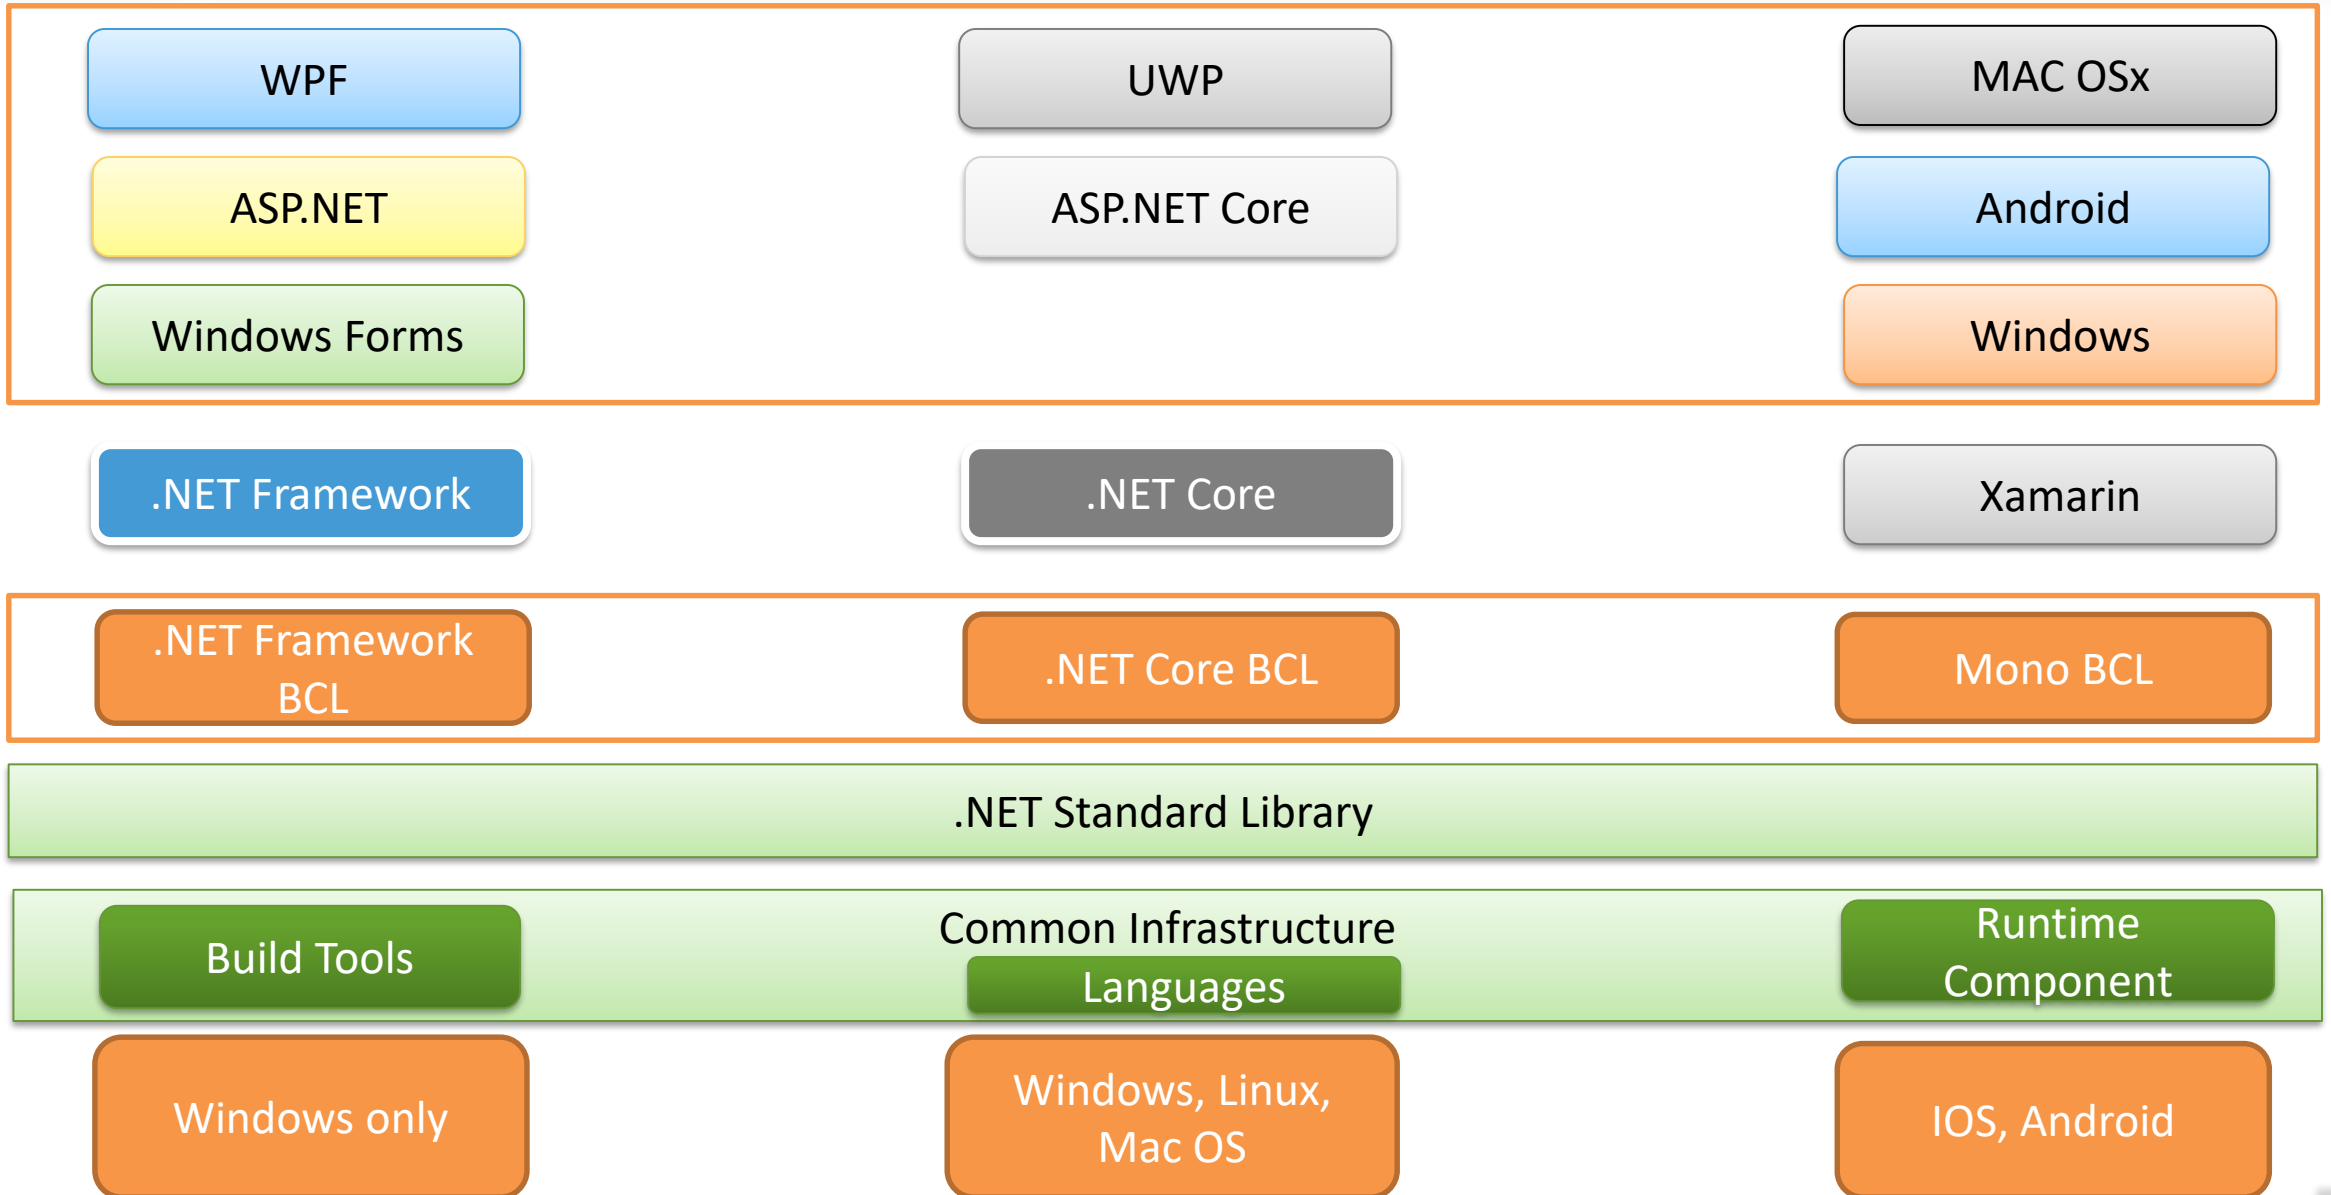 WPF
UWP
MAC OSx
ASP.NET
ASP.NET Core
Android
Windows Forms
Windows
.NET Framework
.NET Core
Xamarin
.NET Framework
BCL
.NET Core BCL
Mono BCL
.NET Standard Library
Common Infrastructure
Build Tools
Languages
Runtime
Component
Windows only
Windows, Linux,
Mac OS
IOS, Android